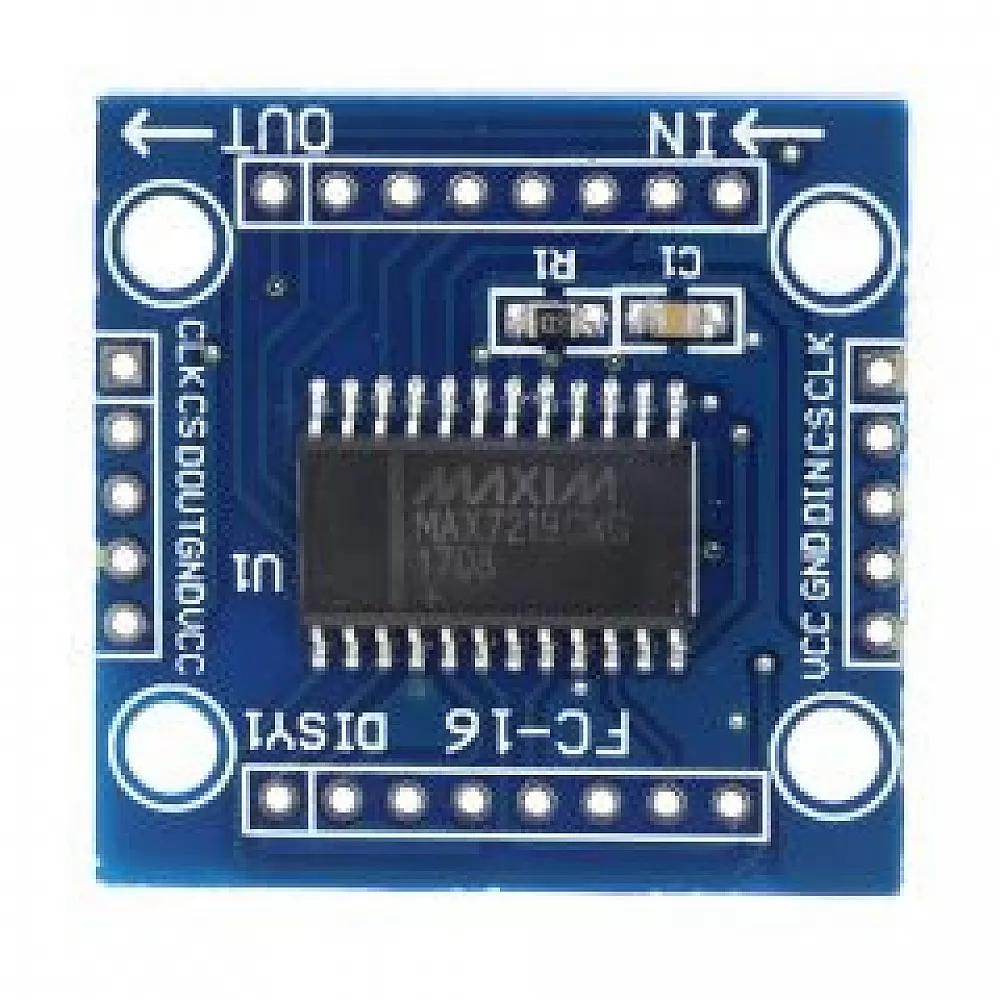 OUT
IN
R1
C1
CLK CS DOUT GND VCC
VCC GND DIN CS CLK
MAXIM
MAX7219CWG
U1
DISY1
FC-16